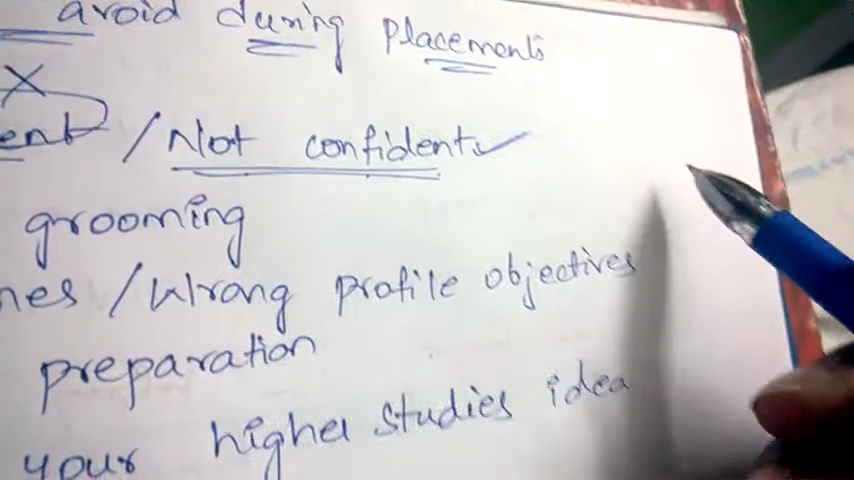 avoid during Placements
ent / Not confident
grooming
nes / Wrong profile objectives
preparation
your higher studies idea